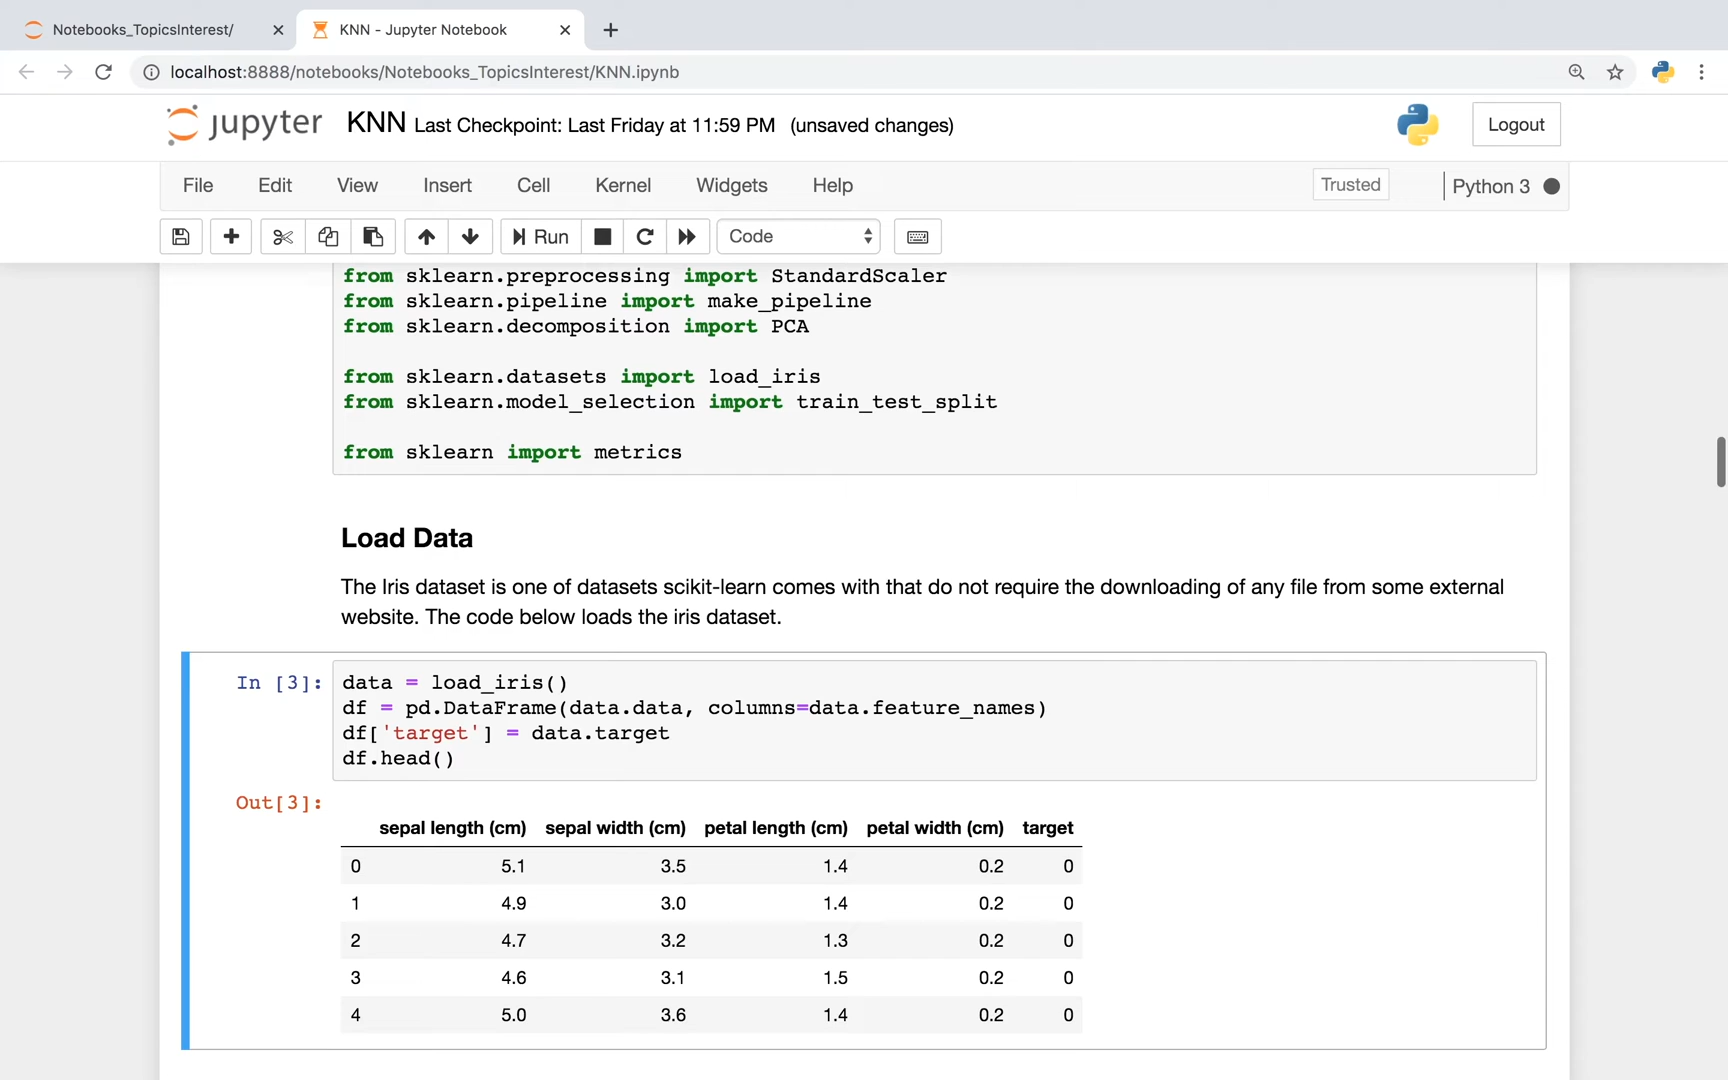 Notebooks_TopicsInterest/
KNN - Jupyter Notebook
localhost:8888/notebooks/Notebooks_TopicsInterest/KNN.ipynb
jupyter KNN Last Checkpoint: Last Friday at 11:59 PM (unsaved changes)
Logout
File Edit View Insert Cell Kernel Widgets Help
Trusted
Python 3
Run
Code
from sklearn.preprocessing import StandardScaler
from sklearn.pipeline import make_pipeline
from sklearn.decomposition import PCA
from sklearn.datasets import load_iris
from sklearn.model_selection import train_test_split
from sklearn import metrics
Load Data
The Iris dataset is one of datasets scikit-learn comes with that do not require the downloading of any file from some external
website. The code below loads the iris dataset.
In [3]: data = load_iris()
df = pd.DataFrame(data.data, columns=data.feature_names)
df['target'] = data.target
df.head()
Out[3]:
sepal length (cm) sepal width (cm) petal length (cm) petal width (cm) target
0 5.1 3.5 1.4 0.2 0
1 4.9 3.0 1.4 0.2 0
2 4.7 3.2 1.3 0.2 0
3 4.6 3.1 1.5 0.2 0
4 5.0 3.6 1.4 0.2 0